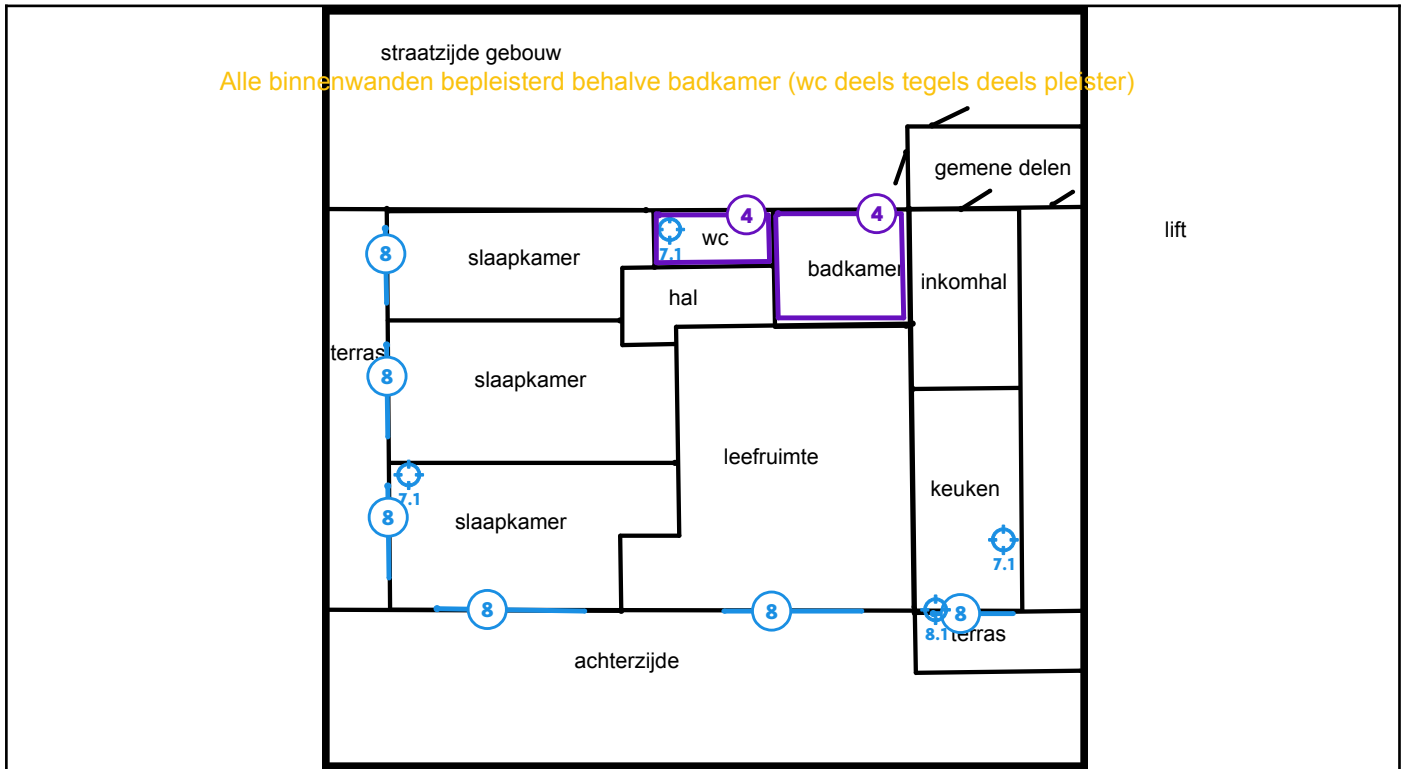 straatzijde gebouw
Alle binnenwanden bepleisterd behalve badkamer (wc deels tegels deels pleister)
gemene delen
4
4
lift
7.1
wc
8
slaapkamer
badkamer
inkomhal
hal
terras
8
slaapkamer
leefruimte
7.1
keuken
8
slaapkamer
7.1
8
8
8
8.1
terras
achterzijde